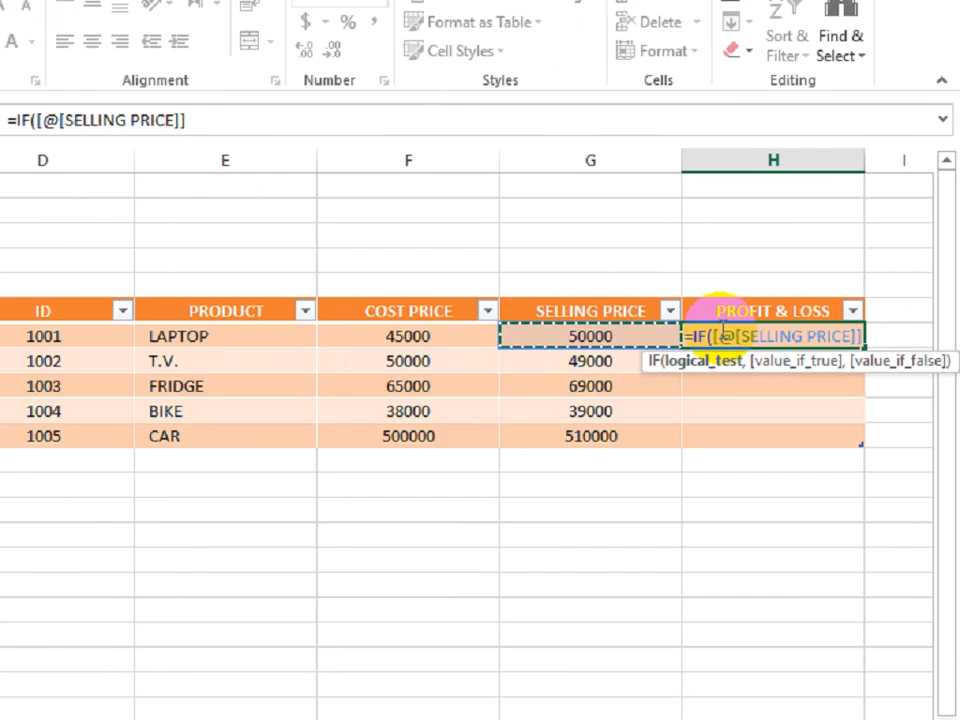 A
$ % ,
Format as Table
Delete
Cell Styles
Format
Sort & Filter
Find & Select
Alignment
Number
Styles
Cells
Editing
=IF([@[SELLING PRICE]]
D E F G H I
ID PRODUCT COST PRICE SELLING PRICE PROFIT & LOSS
1001 LAPTOP 45000 50000 =IF([@[SELLING PRICE]]
IF(logical_test, [value_if_true], [value_if_false])
1002 T.V. 50000 49000
1003 FRIDGE 65000 69000
1004 BIKE 38000 39000
1005 CAR 500000 510000